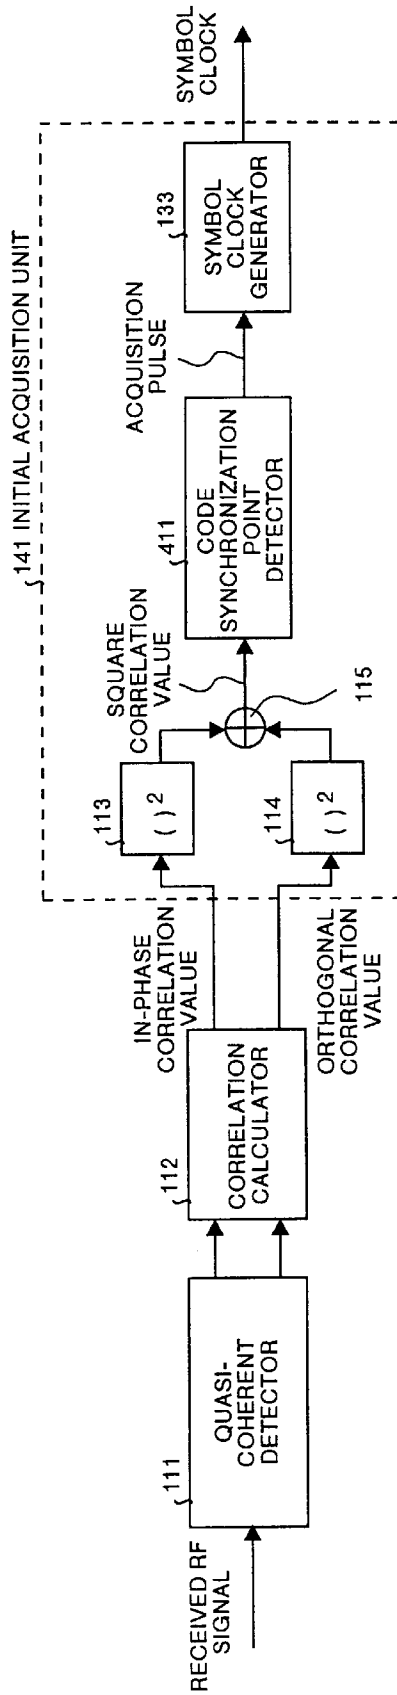 RECEIVED RF
SIGNAL
111
QUASI-
COHERENT
DETECTOR
112
CORRELATION
CALCULATOR
IN-PHASE
CORRELATION
VALUE
ORTHOGONAL
CORRELATION
VALUE
141 INITIAL ACQUISITION UNIT
113
( )²
114
( )²
SQUARE
CORRELATION
VALUE
115
411
CODE
SYNCHRONIZATION
POINT
DETECTOR
ACQUISITION
PULSE
133
SYMBOL
CLOCK
GENERATOR
SYMBOL
CLOCK